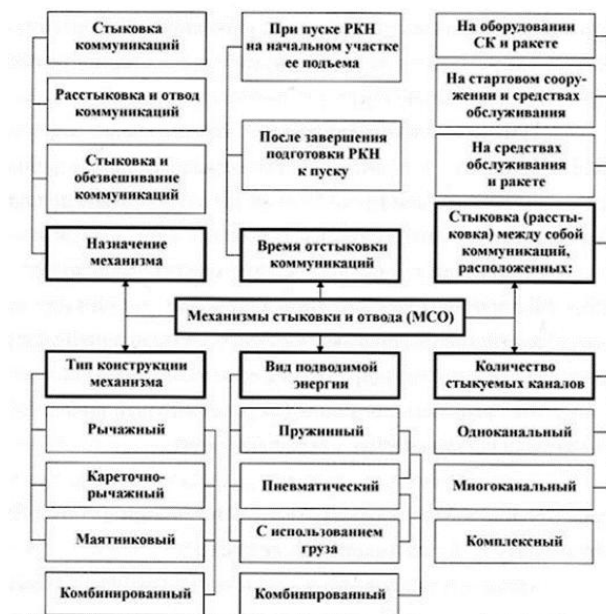 Стыковка
коммуникаций
Расстыковка и отвод
коммуникаций
Стыковка и
обезвешивание
коммуникаций
Назначение
механизма
При пуске РКН
на начальном участке
ее подъема
После завершения
подготовки РКН
к пуску
Время отстыковки
коммуникаций
На оборудовании
СК и ракете
На стартовом соору-
жении и средствах
обслуживания
На средствах
обслуживания
и ракете
Стыковка (рассты-
ковка) между собой
коммуникаций,
расположенных:
Механизмы стыковки и отвода (МСО)
Тип конструкции
механизма
Рычажный
Кареточно-
рычажный
Маятниковый
Комбинированный
Вид подводимой
энергии
Пружинный
Пневматический
С использованием
груза
Комбинированный
Количество
стыкуемых каналов
Одноканальный
Многоканальный
Комплексный